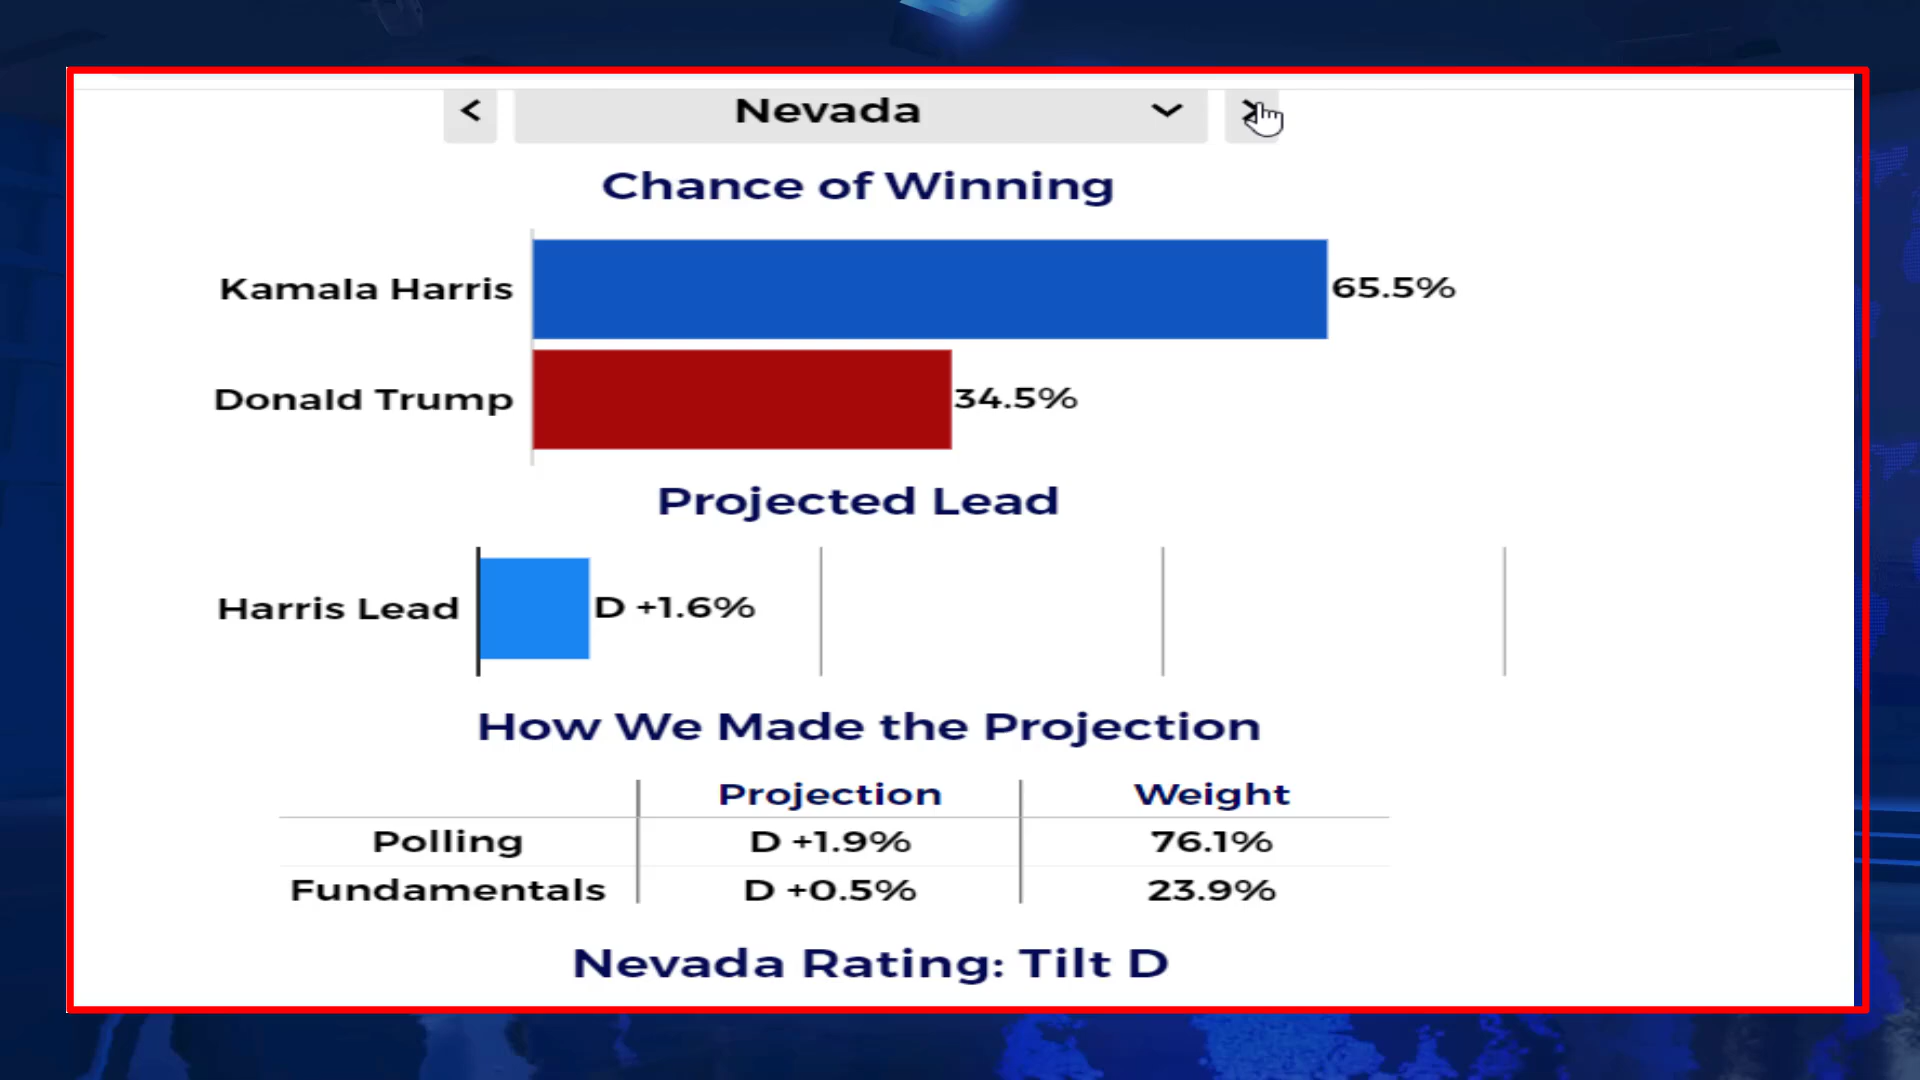 Nevada
Chance of Winning
Kamala Harris 65.5%
Donald Trump 34.5%
Projected Lead
Harris Lead D +1.6%
How We Made the Projection
Projection Weight
Polling D +1.9% 76.1%
Fundamentals D +0.5% 23.9%
Nevada Rating: Tilt D